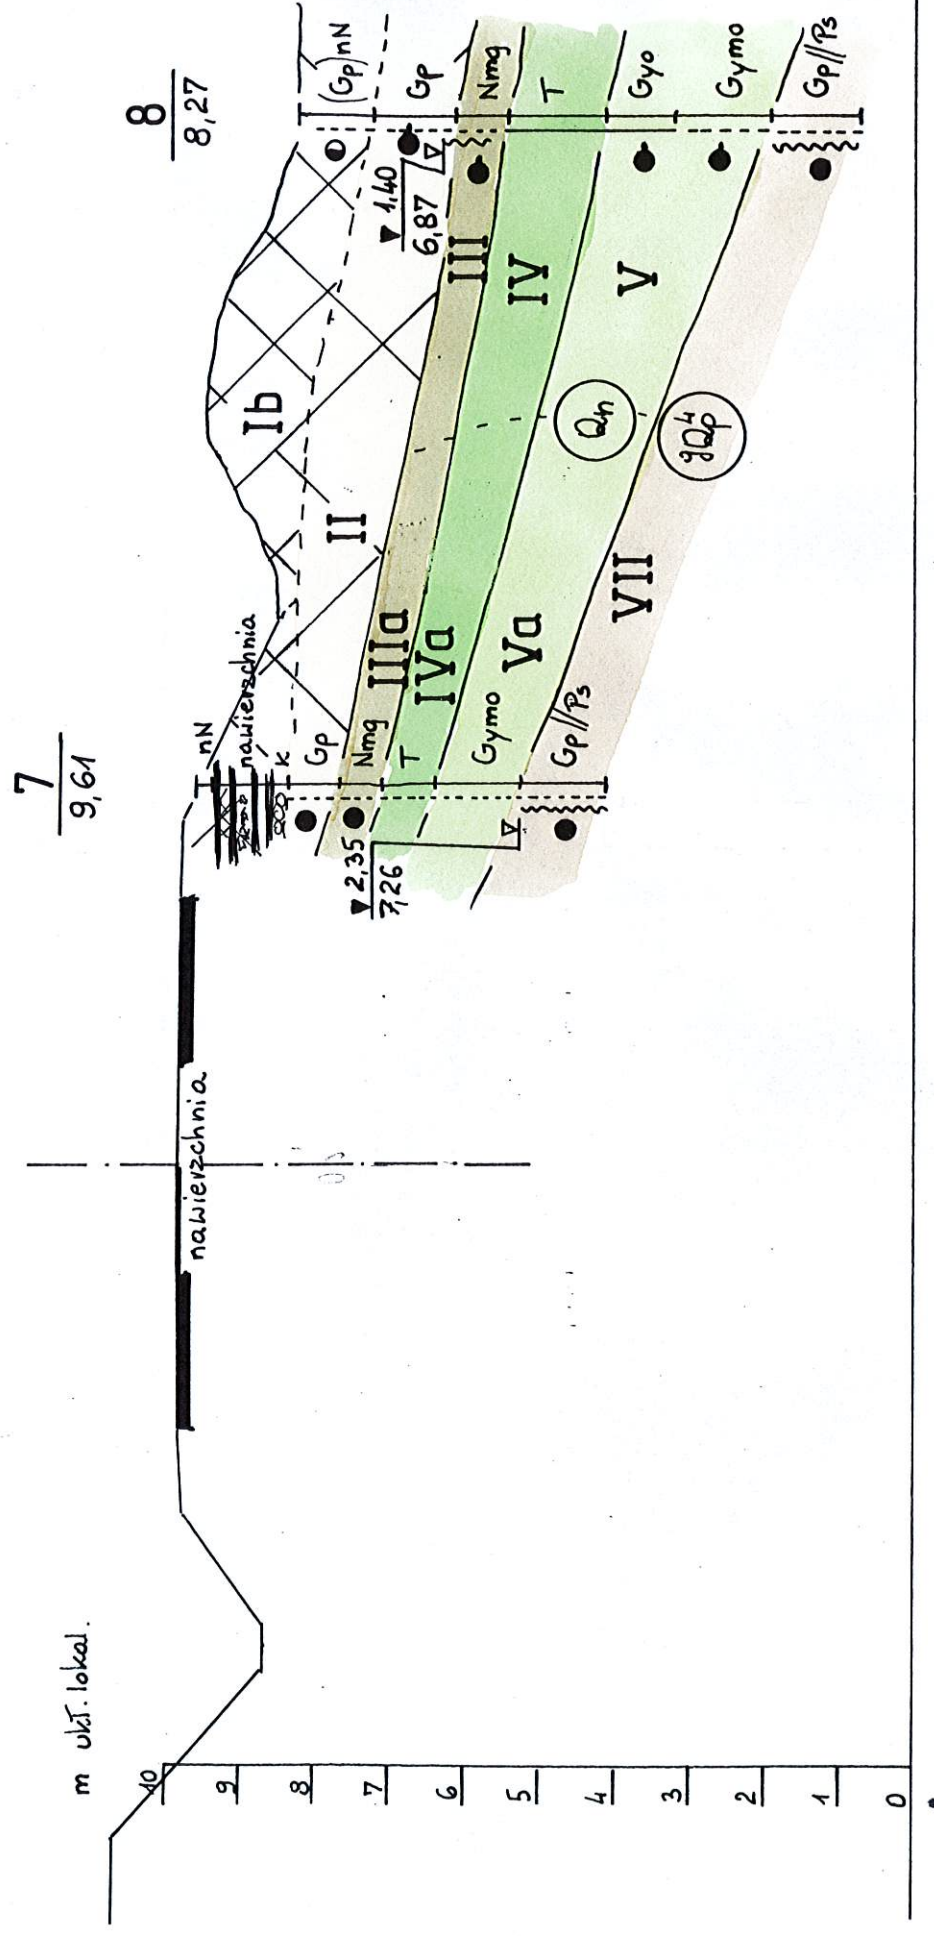 m ukł. lokal.
10
9
8
7
6
5
4
3
2
1
0
nawierzchnia
7
9,61
nN
nawierzchnia
K
Gp
Nmg
T
Gymo
Gp//Ps
2,35
7,26
Ib
II
IIIa
IVa
Va
VII
III
IV
V
Qh
gQp4
8
8,27
1,40
6,87
(Gp)nN
Gp
Nmg
T
Gyo
Gymo
Gp//Ps